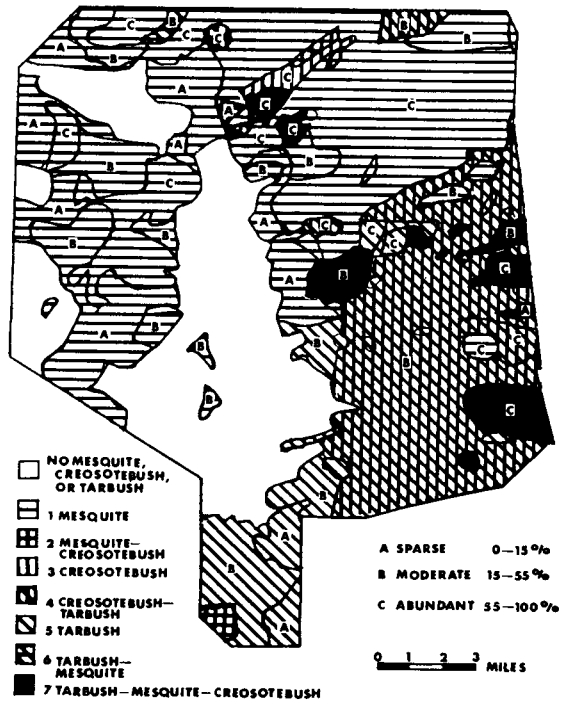 A C B C C B B
A B
A C C
A C
A A C B
C B B
A C B
A B C C B
B A B C
A B A
B B C
B B
C
B
A
B
A
NO MESQUITE,
CREOSOTEBUSH,
OR TARBUSH
1 MESQUITE
2 MESQUITE—
CREOSOTEBUSH
3 CREOSOTEBUSH
4 CREOSOTEBUSH—
TARBUSH
5 TARBUSH
6 TARBUSH—
MESQUITE
7 TARBUSH—MESQUITE—CREOSOTEBUSH
A SPARSE 0—15%
B MODERATE 15—55%
C ABUNDANT 55—100%
0 1 2 3 MILES